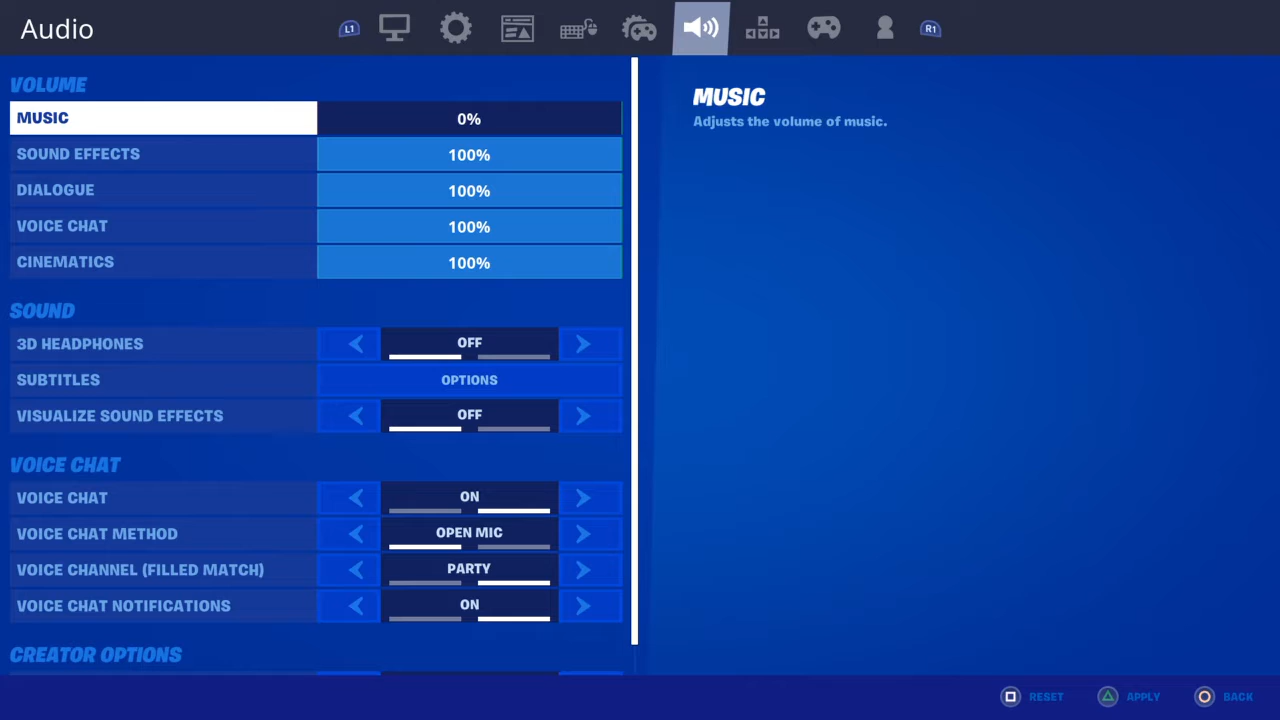 Audio
L1
R1
VOLUME
MUSIC 0%
SOUND EFFECTS 100%
DIALOGUE 100%
VOICE CHAT 100%
CINEMATICS 100%
SOUND
3D HEADPHONES OFF
SUBTITLES OPTIONS
VISUALIZE SOUND EFFECTS OFF
VOICE CHAT
VOICE CHAT ON
VOICE CHAT METHOD OPEN MIC
VOICE CHANNEL (FILLED MATCH) PARTY
VOICE CHAT NOTIFICATIONS ON
CREATOR OPTIONS
MUSIC
Adjusts the volume of music.
RESET
APPLY
BACK